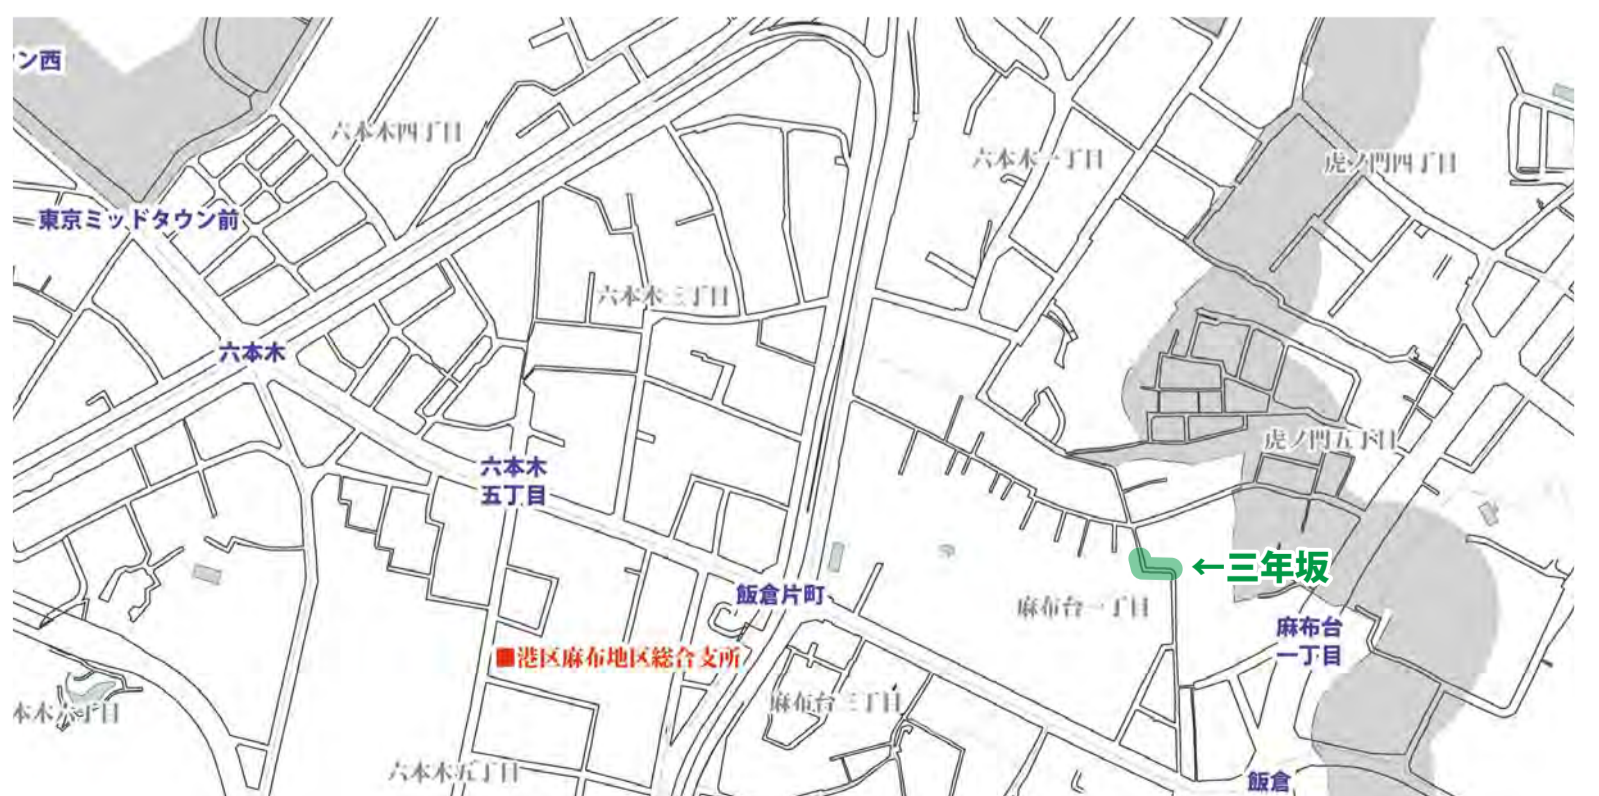 ン西
六本木四丁目
六本木一丁目
虎ノ門四丁目
東京ミッドタウン前
六本木三丁目
六本木
虎ノ門五丁目
六本木
五丁目
←三年坂
飯倉片町
麻布台一丁目
麻布台
一丁目
■港区麻布地区総合支所
麻布台三丁目
本木六丁目
六本木五丁目
飯倉